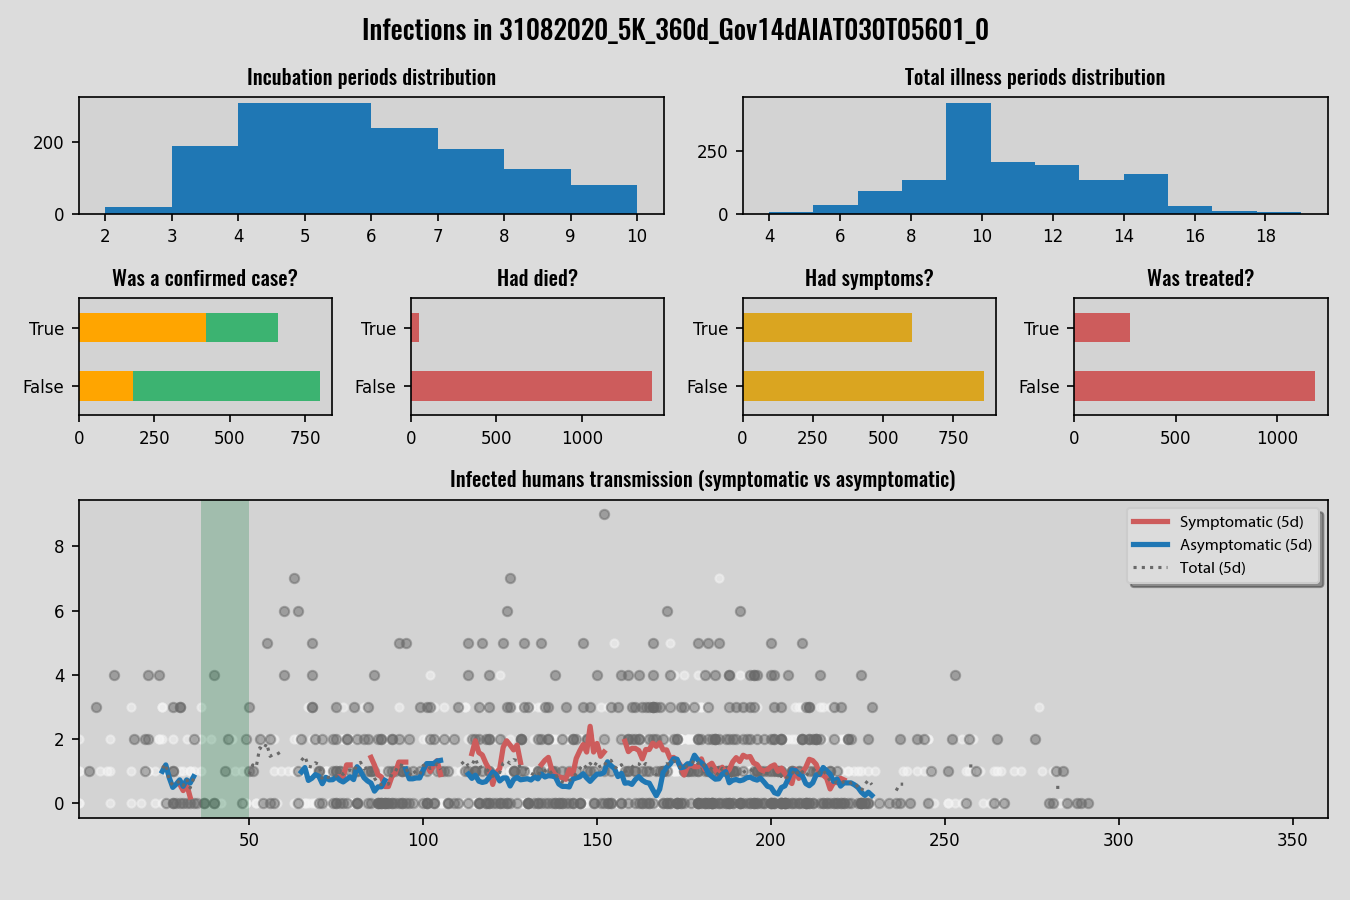 Infections in 31082020_5K_360d_Gov14dAIAT030T05601_0
Incubation periods distribution
Total illness periods distribution
200
0
2 3 4 5 6 7 8 9 10
250
0
4 6 8 10 12 14 16 18
Was a confirmed case?
Had died?
Had symptoms?
Was treated?
True
False
0 250 500 750
True
False
0 500 1000
True
False
0 250 500 750
True
False
0 500 1000
Infected humans transmission (symptomatic vs asymptomatic)
Symptomatic (5d)
Asymptomatic (5d)
Total (5d)
8
6
4
2
0
50 100 150 200 250 300 350